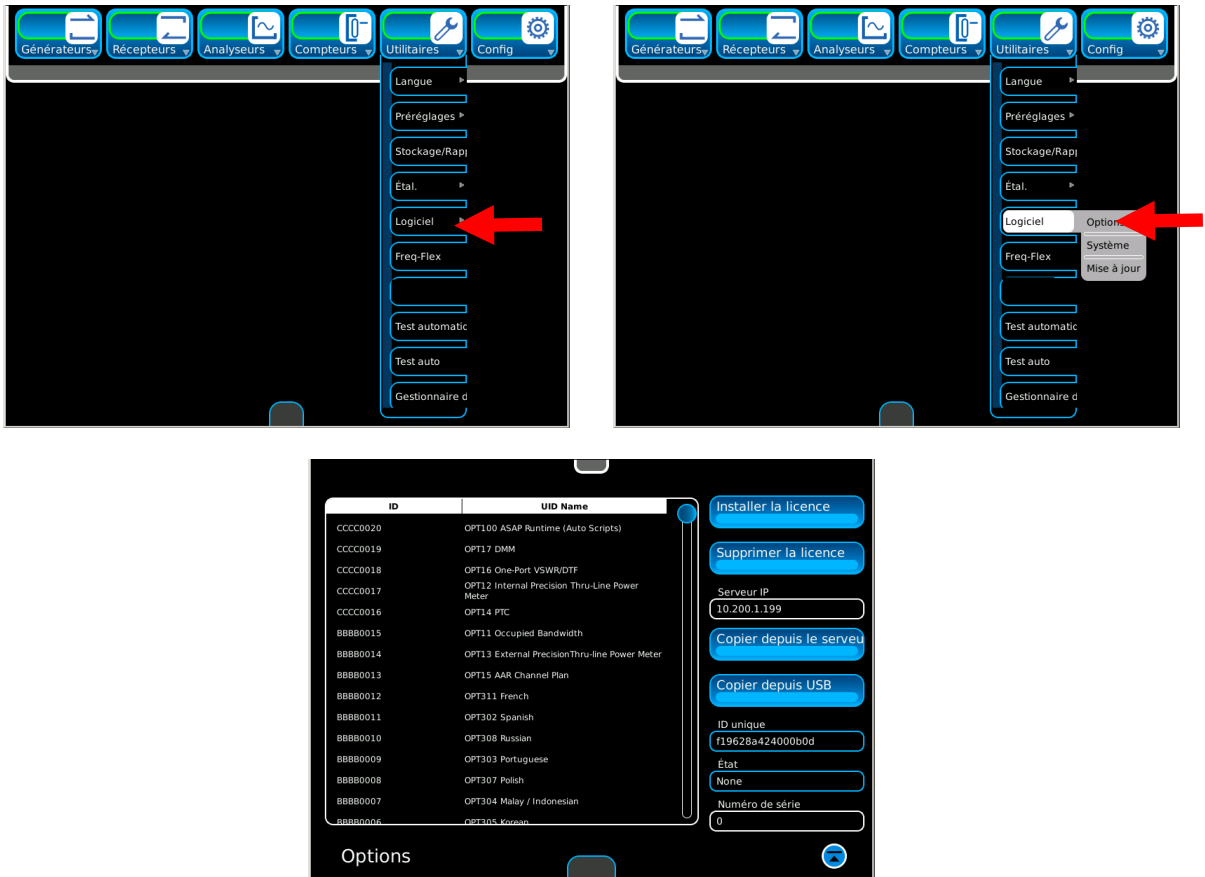 Générateurs Récepteurs Analyseurs Compteurs Utilitaires Config
Langue
Préréglages
Stockage/Rapp
Étal.
Logiciel
Freq-Flex
Test automatic
Test auto
Gestionnaire d
Générateurs Récepteurs Analyseurs Compteurs Utilitaires Config
Langue
Préréglages
Stockage/Rapp
Étal.
Logiciel Options
Système
Freq-Flex
Mise à jour
Test automatic
Test auto
Gestionnaire d
ID UID Name
CCCC0020 OPT100 ASAP Runtime (Auto Scripts)
CCCC0019 OPT17 DMM
CCCC0018 OPT16 One-Port VSWR/DTF
CCCC0017 OPT12 Internal Precision Thru-Line Power
Meter
CCCC0016 OPT14 PTC
BBBB0015 OPT11 Occupied Bandwidth
BBBB0014 OPT13 External PrecisionThru-line Power Meter
BBBB0013 OPT15 AAR Channel Plan
BBBB0012 OPT311 French
BBBB0011 OPT302 Spanish
BBBB0010 OPT308 Russian
BBBB0009 OPT303 Portuguese
BBBB0008 OPT307 Polish
BBBB0007 OPT304 Malay / Indonesian
BBBB0006 OPT305 Korean
Installer la licence
Supprimer la licence
Serveur IP
10.200.1.199
Copier depuis le serveu
Copier depuis USB
ID unique
f19628a424000b0d
État
None
Numéro de série
0
Options